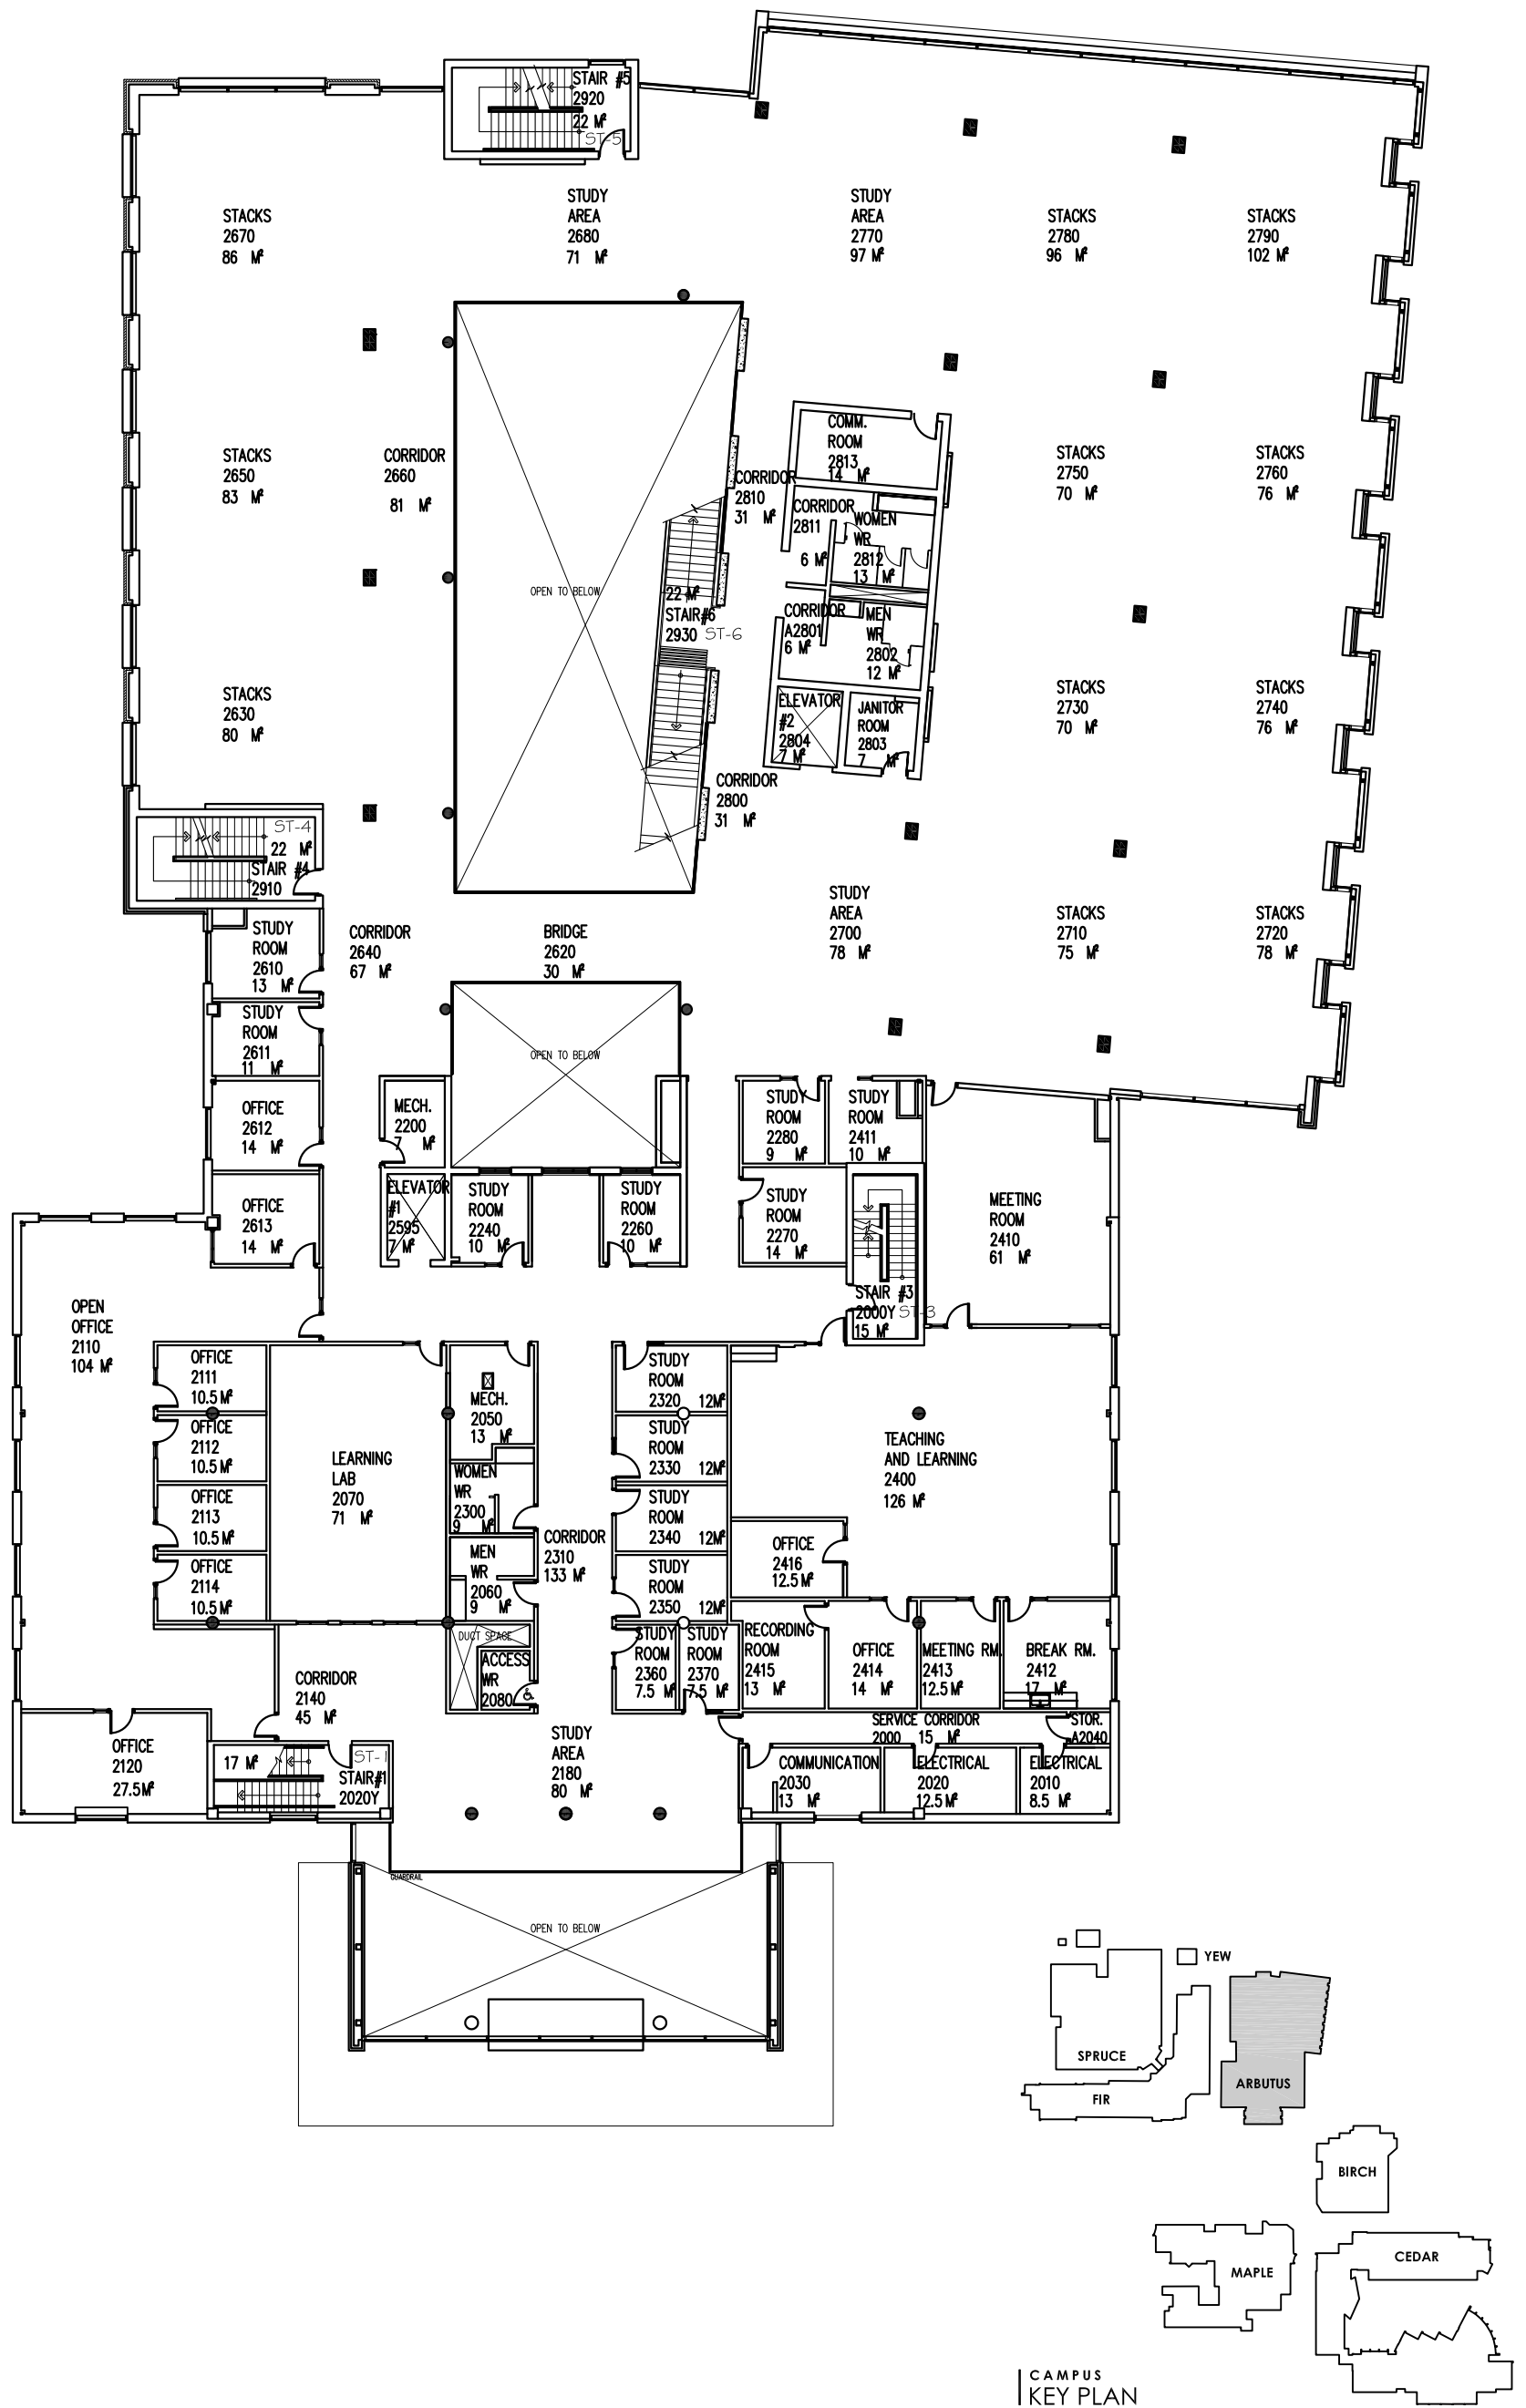 STAIR #5
2920
22 M²
ST-5
STACKS
2670
86 M²
STUDY
AREA
2680
71 M²
STUDY
AREA
2770
97 M²
STACKS
2780
96 M²
STACKS
2790
102 M²
STACKS
2650
83 M²
CORRIDOR
2660
81 M²
COMM.
ROOM
2813
14 M²
CORRIDOR
2810
31 M²
CORRIDOR
2811
6 M²
WOMEN
WR
2812
13 M²
STACKS
2750
70 M²
STACKS
2760
76 M²
OPEN TO BELOW
22 M²
STAIR#6
2930
ST-6
CORRIDOR
A2801
6 M²
MEN
WR
2802
12 M²
STACKS
2630
80 M²
ELEVATOR
#2
2804
7 M²
JANITOR
ROOM
2803
7 M²
STACKS
2730
70 M²
STACKS
2740
76 M²
CORRIDOR
2800
31 M²
ST-4
22 M²
STAIR #4
2910
STUDY
AREA
2700
78 M²
STACKS
2710
75 M²
STACKS
2720
78 M²
STUDY
ROOM
2610
13 M²
CORRIDOR
2640
67 M²
BRIDGE
2620
30 M²
STUDY
ROOM
2611
11 M²
OPEN TO BELOW
OFFICE
2612
14 M²
MECH.
2200
7 M²
STUDY
ROOM
2280
9 M²
STUDY
ROOM
2411
10 M²
OFFICE
2613
14 M²
ELEVATOR
#1
2595
7 M²
STUDY
ROOM
2240
10 M²
STUDY
ROOM
2260
10 M²
STUDY
ROOM
2270
14 M²
MEETING
ROOM
2410
61 M²
STAIR #3
2000Y
ST-3
15 M²
OPEN
OFFICE
2110
104 M²
OFFICE
2111
10.5 M²
OFFICE
2112
10.5 M²
OFFICE
2113
10.5 M²
OFFICE
2114
10.5 M²
LEARNING
LAB
2070
71 M²
MECH.
2050
13 M²
WOMEN
WR
2300
9 M²
MEN
WR
2060
9 M²
CORRIDOR
2310
133 M²
STUDY
ROOM
2320 12M²
STUDY
ROOM
2330 12M²
STUDY
ROOM
2340 12M²
STUDY
ROOM
2350 12M²
TEACHING
AND LEARNING
2400
126 M²
OFFICE
2416
12.5 M²
DUCT SPACE
ACCESS
WR
2080
STUDY
ROOM
2360
7.5 M²
STUDY
ROOM
2370
7.5 M²
RECORDING
ROOM
2415
13 M²
OFFICE
2414
14 M²
MEETING RM.
2413
12.5 M²
BREAK RM.
2412
17 M²
CORRIDOR
2140
45 M²
SERVICE CORRIDOR
2000 15 M²
STOR.
A2040
OFFICE
2120
27.5M²
17 M²
ST-1
STAIR#1
2020Y
STUDY
AREA
2180
80 M²
COMMUNICATION
2030
13 M²
ELECTRICAL
2020
12.5 M²
ELECTRICAL
2010
8.5 M²
GUARDRAIL
OPEN TO BELOW
YEW
SPRUCE
FIR
ARBUTUS
BIRCH
MAPLE
CEDAR
CAMPUS
KEY PLAN